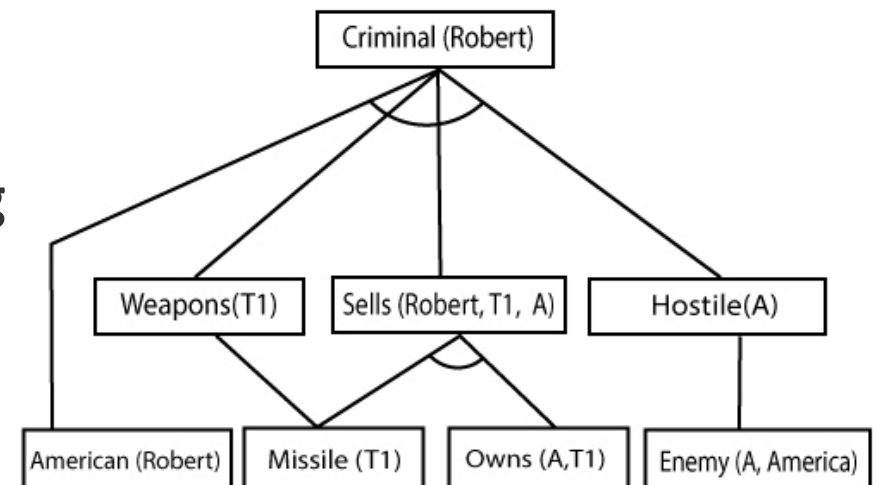 Criminal (Robert)
g
Weapons(T1)
Sells (Robert, T1, A)
Hostile(A)
American (Robert)
Missile (T1)
Owns (A,T1)
Enemy (A, America)